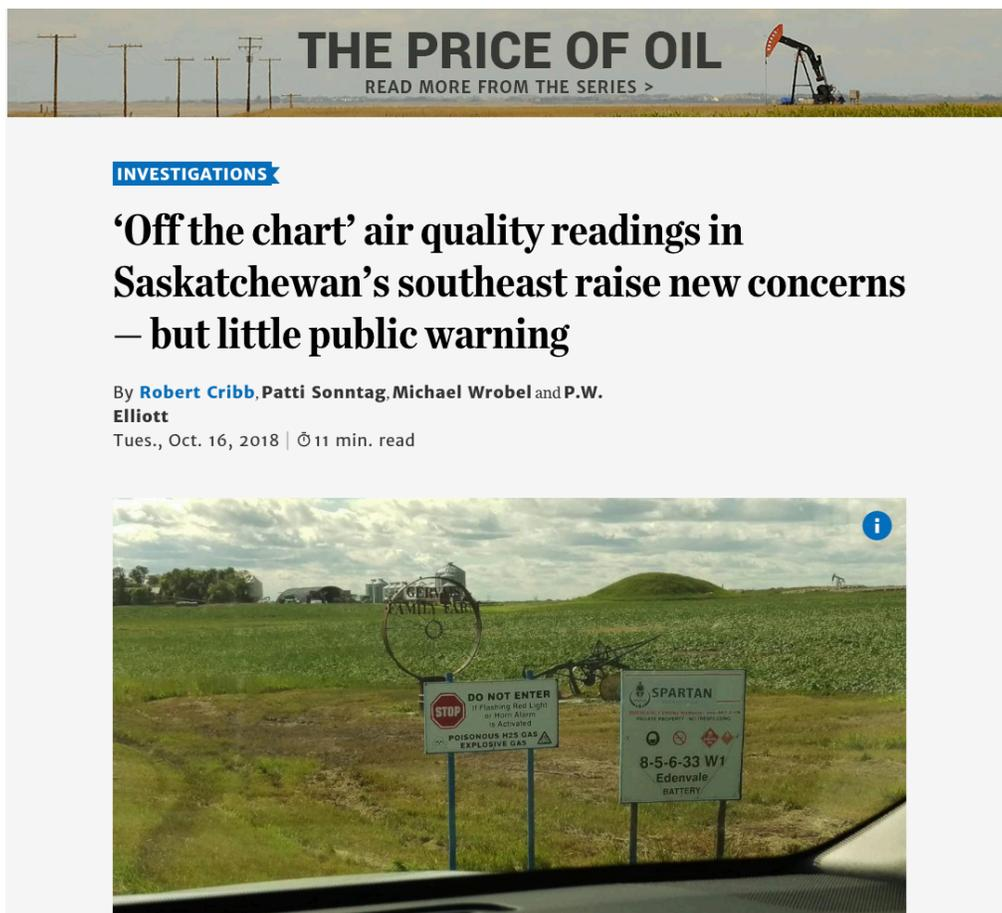 THE PRICE OF OIL
READ MORE FROM THE SERIES >
INVESTIGATIONS
‘Off the chart’ air quality readings in
Saskatchewan’s southeast raise new concerns
— but little public warning
By Robert Cribb, Patti Sonntag, Michael Wrobel and P.W.
Elliott
Tues., Oct. 16, 2018 | 11 min. read
i
FAMILY FARM
STOP
DO NOT ENTER
If Flashing Red Light
or Horn Alarm
is Activated
POISONOUS H2S GAS
EXPLOSIVE GAS
SPARTAN
PRIVATE PROPERTY - NO TRESPASSING
8-5-6-33 W1
Edenvale
BATTERY